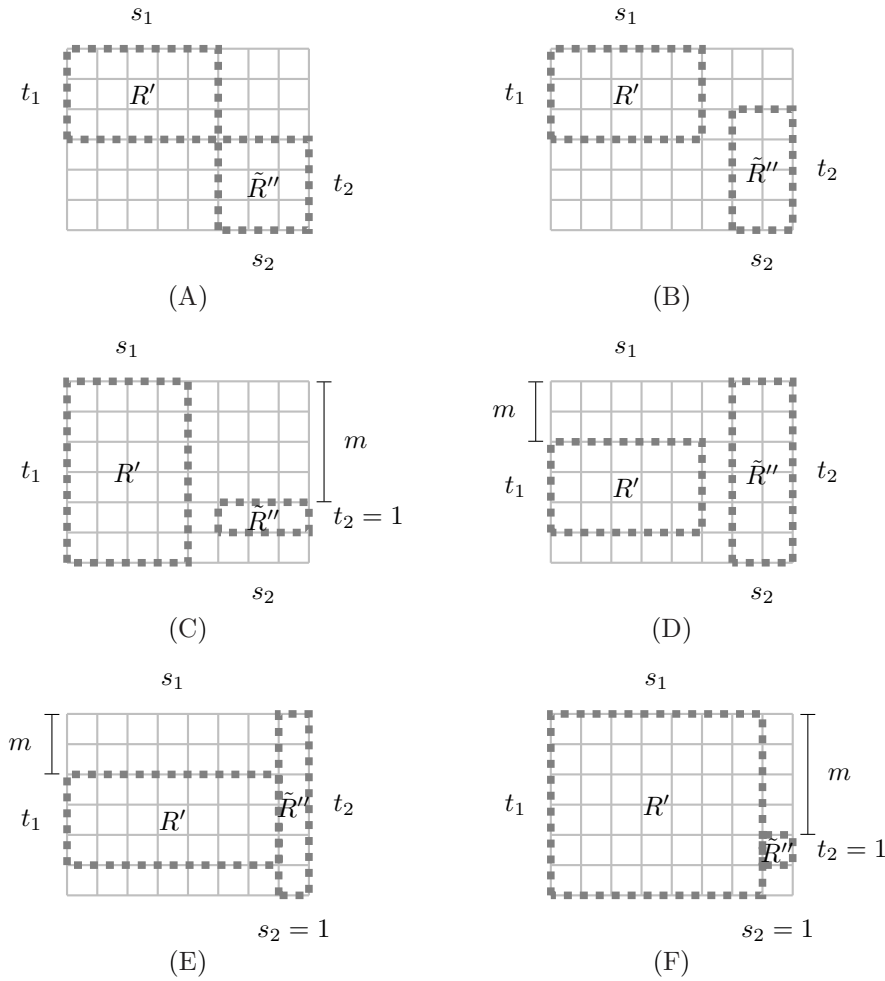 s₁ s₁
t₁ R′ t₁ R′
R̃″ t₂ R̃″ t₂
s₂ s₂
(A) (B)
s₁ s₁
m m
t₁ R′ t₁ R′ R̃″ t₂
R̃″ t₂ = 1
s₂ s₂
(C) (D)
s₁ s₁
m m
t₁ R′ R̃″ t₂ t₁ R′
R̃″ t₂ = 1
s₂ = 1 s₂ = 1
(E) (F)